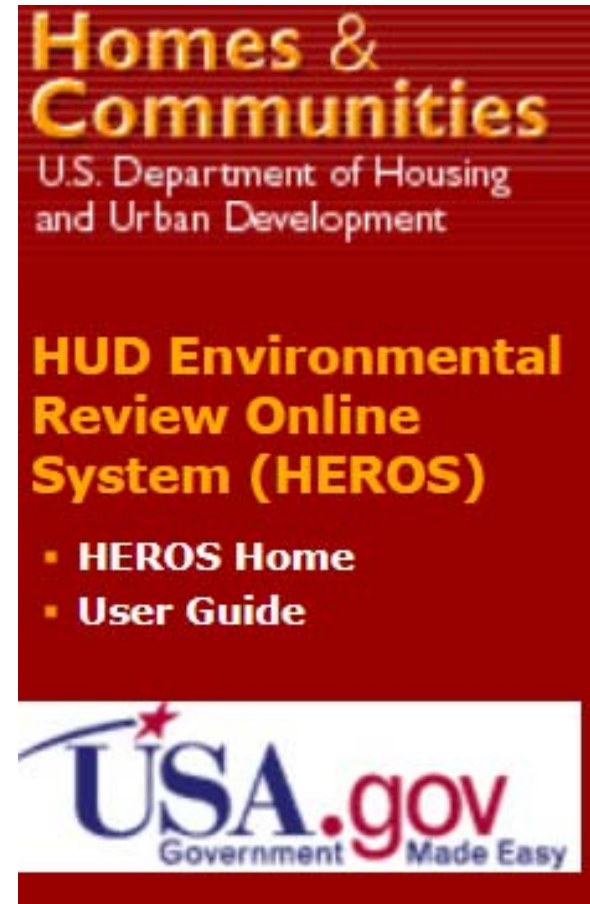 Homes &
Communities
U.S. Department of Housing
and Urban Development
HUD Environmental
Review Online
System (HEROS)
HEROS Home
User Guide
USA.gov
Government Made Easy